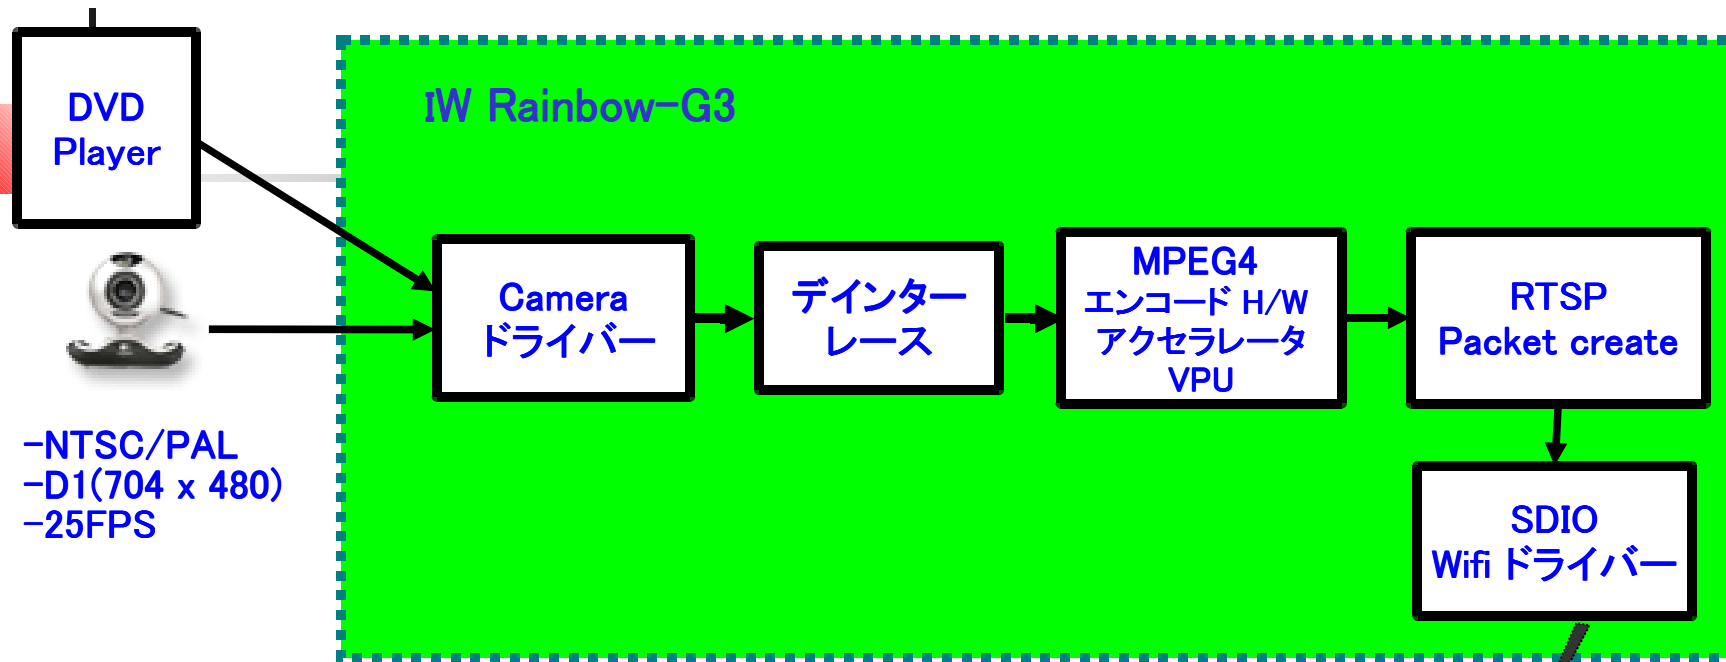 DVD
Player
IW Rainbow-G3
Camera
ドライバー
デインター
レース
MPEG4
エンコード H/W
アクセラレータ
VPU
RTSP
Packet create
SDIO
Wifi ドライバー
-NTSC/PAL
-D1(704 x 480)
-25FPS